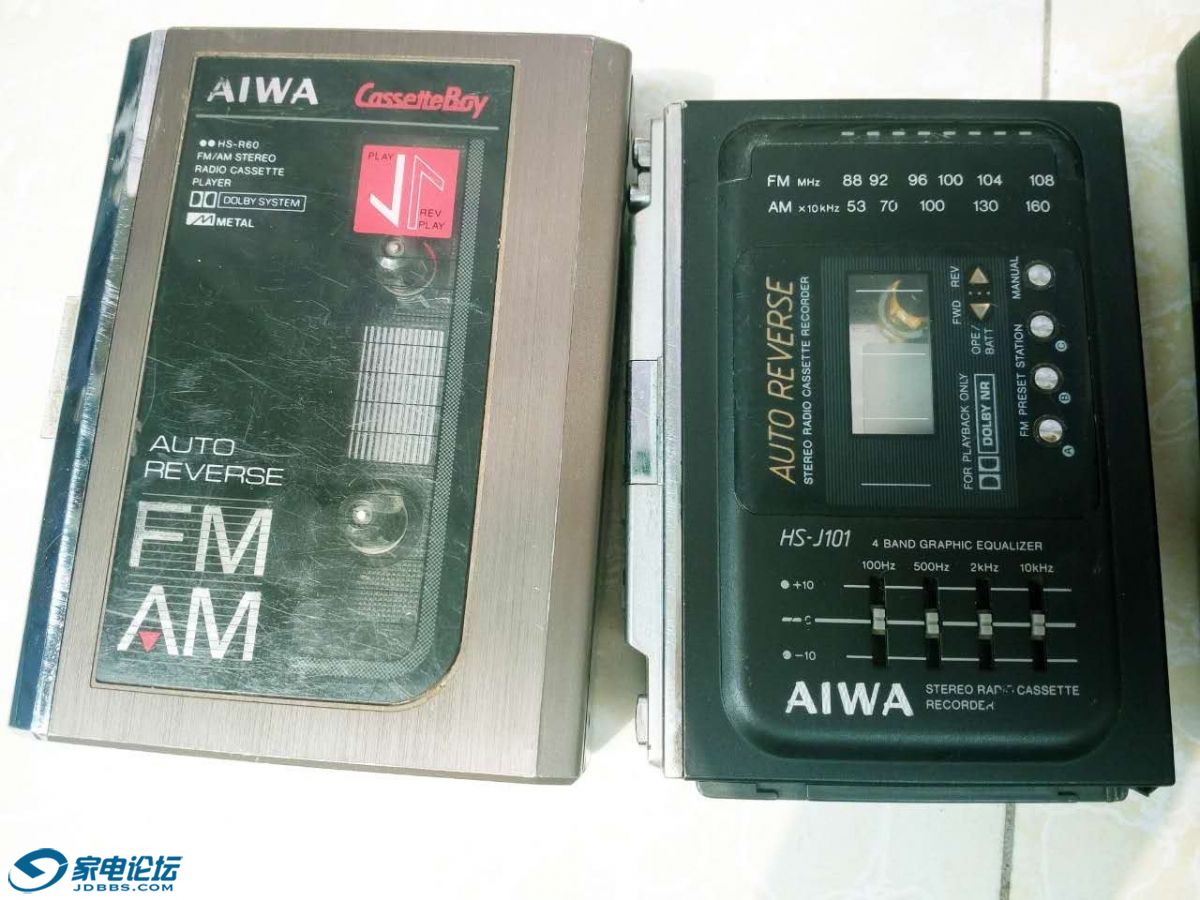 AIWA
CassetteBoy
HS-R60
FM/AM STEREO
RADIO CASSETTE
PLAYER
DOLBY SYSTEM
METAL
PLAY
REV
PLAY
AUTO
REVERSE
FM
AM
FM MHz 88 92 96 100 104 108
AM ×10kHz 53 70 100 130 160
AUTO REVERSE
STEREO RADIO CASSETTE RECORDER
FWD REV
OPE/
BATT
FOR PLAYBACK ONLY
DOLBY NR
FM PRESET STATION MANUAL
A
B
C
HS-J101 4 BAND GRAPHIC EQUALIZER
100Hz 500Hz 2kHz 10kHz
+10
-10
AIWA
STEREO RADIO CASSETTE
RECORDER
家电论坛
JDBBS.COM